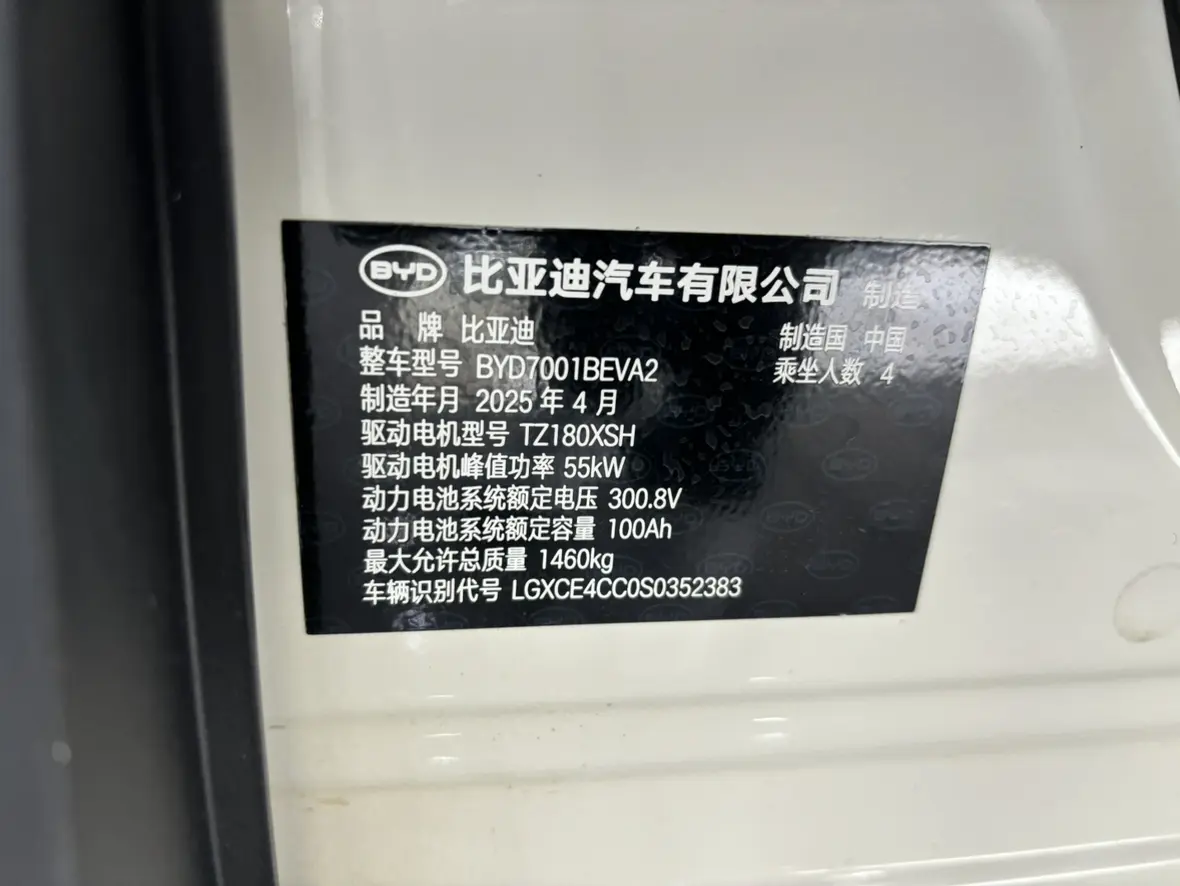 BYD 比亚迪汽车有限公司 制造
品 牌 比亚迪 制造国 中国
整车型号 BYD7001BEVA2 乘坐人数 4
制造年月 2025 年 4 月
驱动电机型号 TZ180XSH
驱动电机峰值功率 55kW
动力电池系统额定电压 300.8V
动力电池系统额定容量 100Ah
最大允许总质量 1460kg
车辆识别代号 LGXCE4CC0S0352383